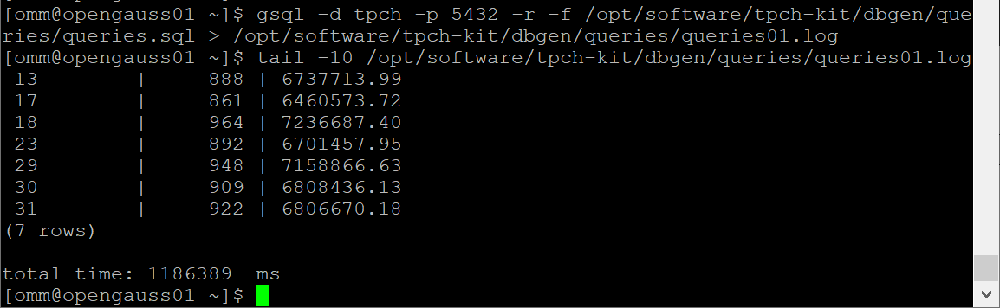 [omm@opengauss01 ~]$ gsql -d tpch -p 5432 -r -f /opt/software/tpch-kit/dbgen/que
ries/queries.sql > /opt/software/tpch-kit/dbgen/queries/queries01.log
[omm@opengauss01 ~]$ tail -10 /opt/software/tpch-kit/dbgen/queries/queries01.log
 13         |     888 | 6737713.99
 17         |     861 | 6460573.72
 18         |     964 | 7236687.40
 23         |     892 | 6701457.95
 29         |     948 | 7158866.63
 30         |     909 | 6808436.13
 31         |     922 | 6806670.18
(7 rows)

total time: 1186389  ms
[omm@opengauss01 ~]$